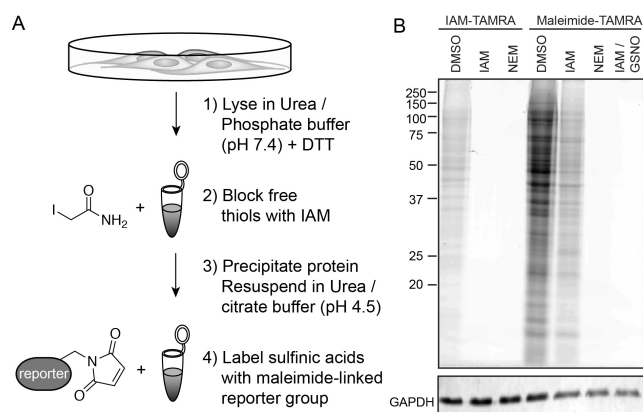 A
1) Lyse in Urea /
Phosphate buffer
(pH 7.4) + DTT
I
O
NH2
+
2) Block free
thiols with IAM
3) Precipitate protein
Resuspend in Urea /
citrate buffer (pH 4.5)
reporter
N
O
O
+
4) Label sulfinic acids
with maleimide-linked
reporter group
B
IAM-TAMRA
Maleimide-TAMRA
DMSO
IAM
NEM
DMSO
IAM
NEM
IAM /
GSNO
250
150
100
75
50
37
25
20
GAPDH